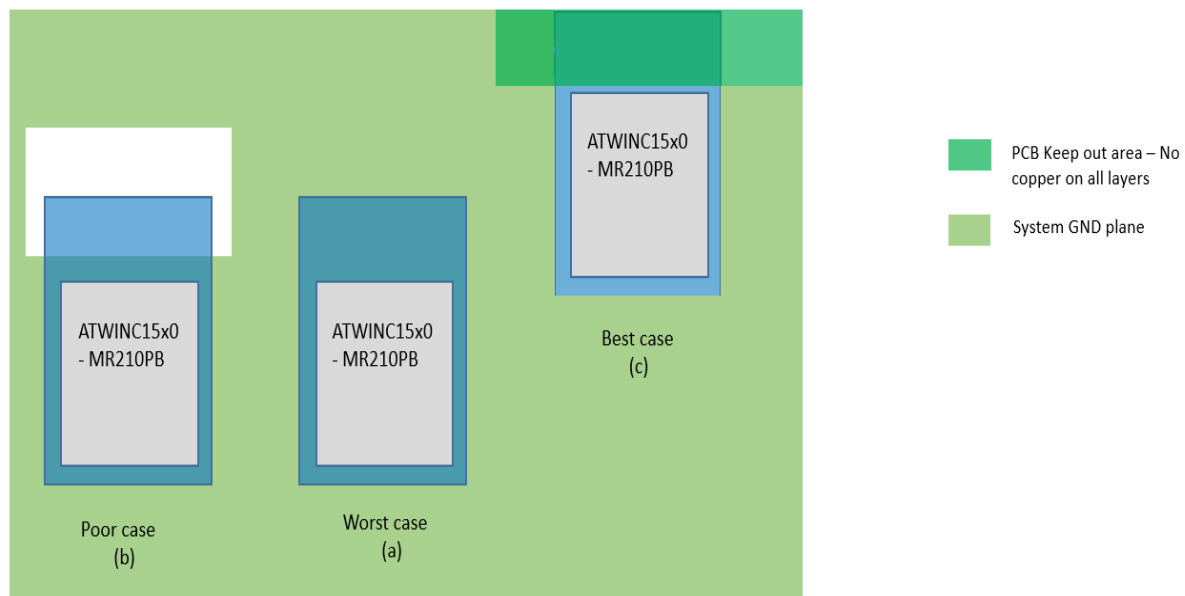 ATWINC15x0
- MR210PB
Poor case
(b)
ATWINC15x0
- MR210PB
Worst case
(a)
ATWINC15x0
- MR210PB
Best case
(c)
PCB Keep out area – No
copper on all layers
System GND plane